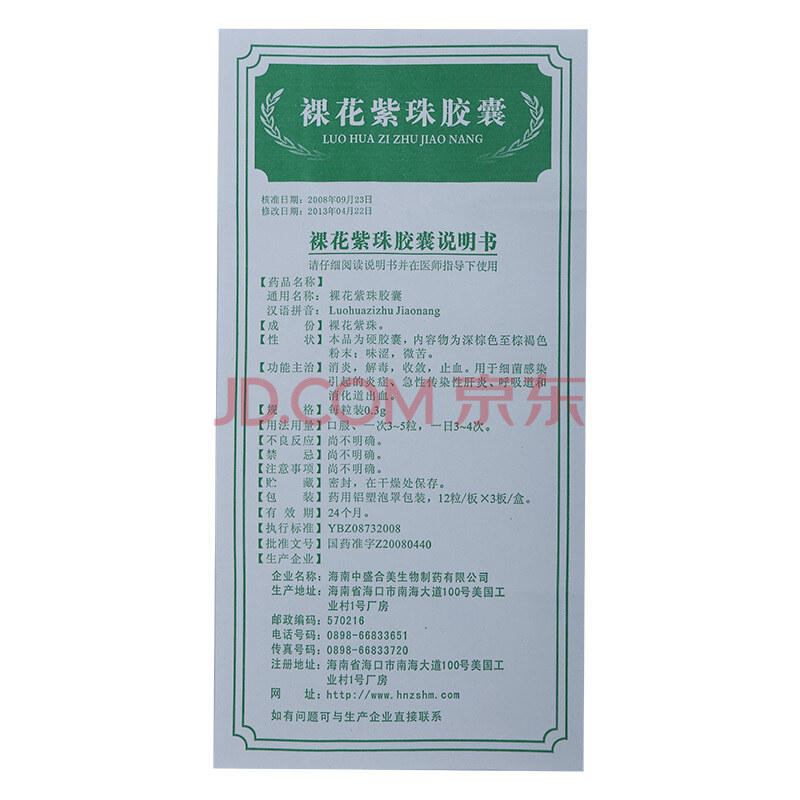 裸花紫珠胶囊
LUO HUA ZI ZHU JIAO NANG
核准日期：2008年09月23日
修改日期：2013年04月22日
裸花紫珠胶囊说明书
请仔细阅读说明书并在医师指导下使用
【药品名称】
通用名称：裸花紫珠胶囊
汉语拼音：Luohuazizhu Jiaonang
【成　　份】裸花紫珠。
【性　　状】本品为硬胶囊，内容物为深棕色至棕褐色
粉末；味涩，微苦。
【功能主治】消炎，解毒，收敛，止血。用于细菌感染
引起的炎症，急性传染性肝炎、呼吸道和
消化道出血。
JD.COM 京东
【规　　格】每粒装0.3g
【用法用量】口服、一次3~5粒，一日3~4次。
【不良反应】尚不明确。
【禁　　忌】尚不明确。
【注意事项】尚不明确。
【贮　　藏】密封，在干燥处保存。
【包　　装】药用铝塑泡罩包装，12粒/板×3板/盒。
【有 效 期】24个月。
【执行标准】YBZ08732008
【批准文号】国药准字Z20080440
【生产企业】
企业名称：海南中盛合美生物制药有限公司
生产地址：海南省海口市南海大道100号美国工
业村1号厂房
邮政编码：570216
电话号码：0898-66833651
传真号码：0898-66833720
注册地址：海南省海口市南海大道100号美国工
业村1号厂房
网　　址：http://www.hnzshm.com
如有问题可与生产企业直接联系